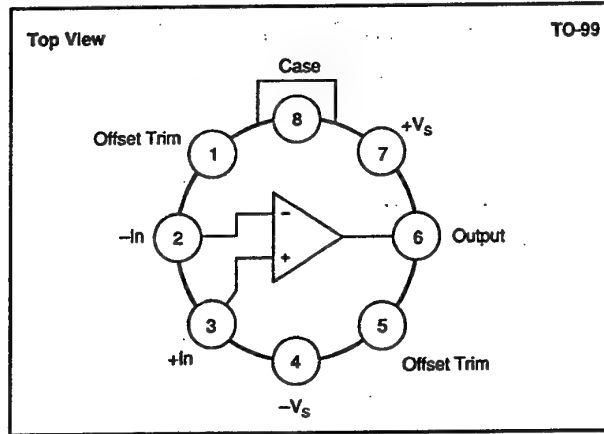 Top View
TO-99
Case
8
Offset Trim
1
+VS
7
–In
2
–
+
6
Output
3
+In
5
Offset Trim
4
–VS